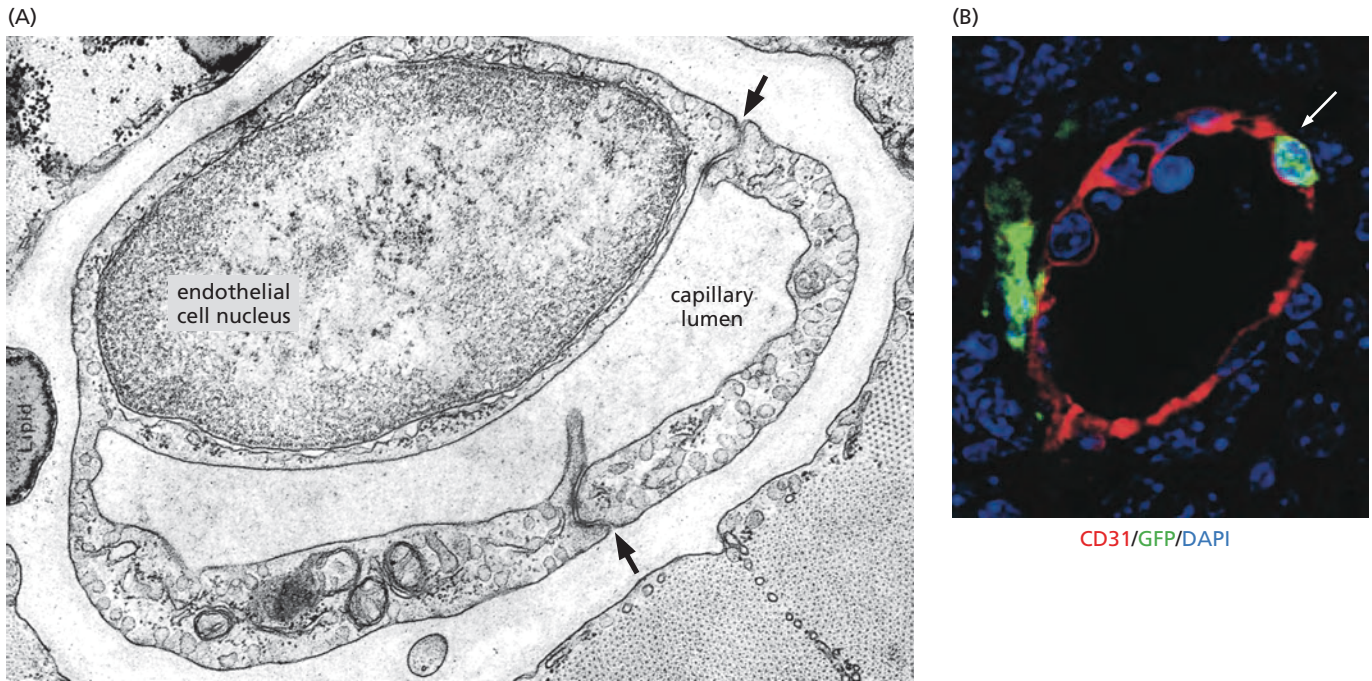 (A)
(B)
endothelial
cell nucleus
capillary
lumen
Lipid
CD31/GFP/DAPI